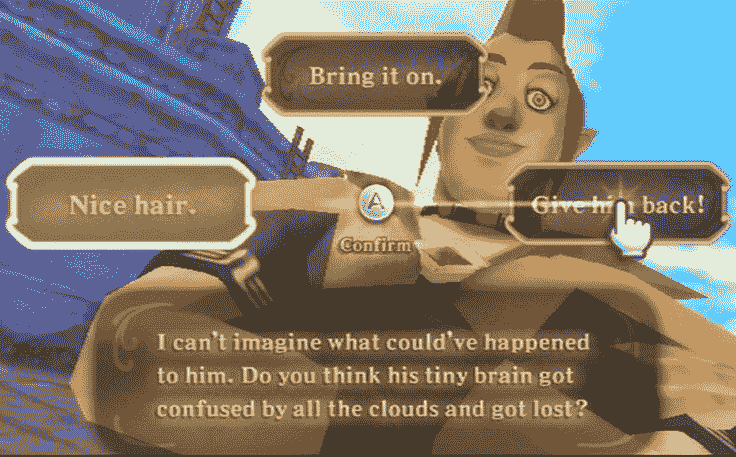 Bring it on.
Nice hair.
A
Give him back!
Confirm
I can't imagine what could've happened
to him. Do you think his tiny brain got
confused by all the clouds and got lost?